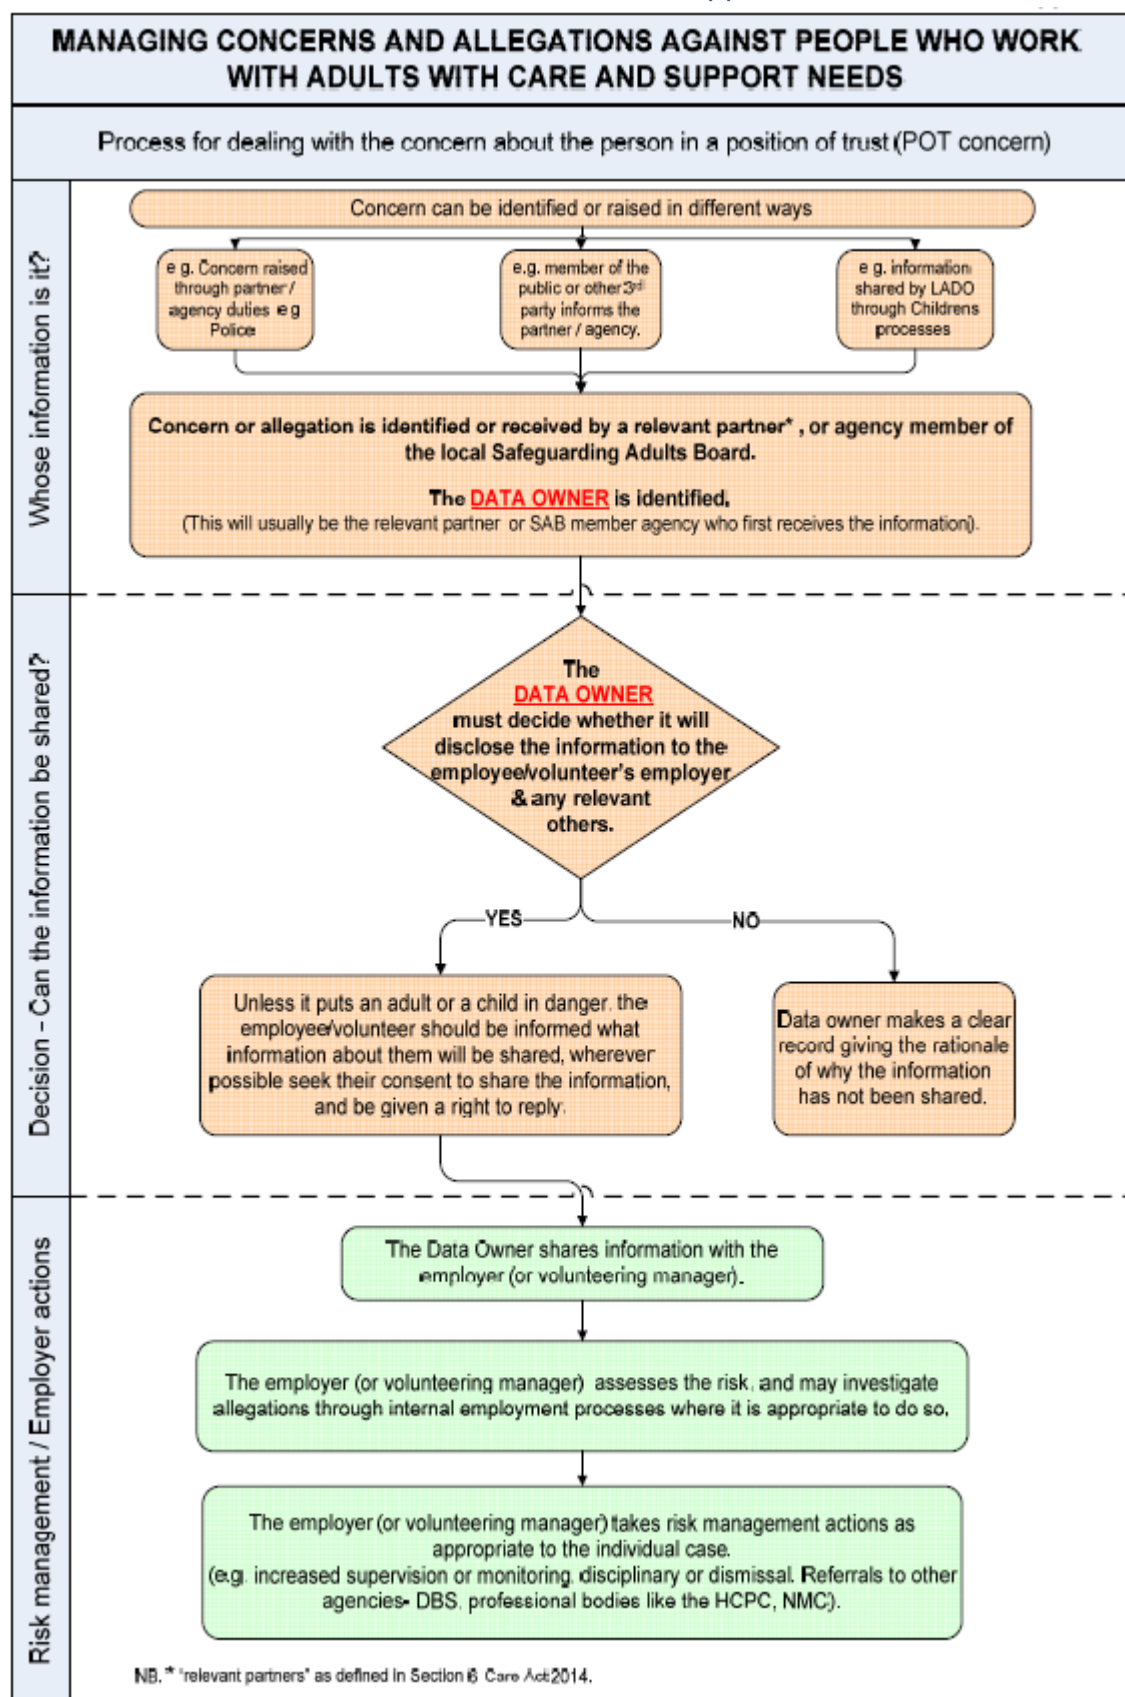 MANAGING CONCERNS AND ALLEGATIONS AGAINST PEOPLE WHO WORK
WITH ADULTS WITH CARE AND SUPPORT NEEDS
Process for dealing with the concern about the person in a position of trust (POT concern)
Whose information is it?
Concern can be identified or raised in different ways
e g. Concern raised
through partner /
agency duties e g
Police
e.g. member of the
public or other 3rd
party informs the
partner / agency.
e g. information
shared by LADO
through Childrens
processes
Concern or allegation is identified or received by a relevant partner* , or agency member of
the local Safeguarding Adults Board.
The DATA OWNER is identified.
(This will usually be the relevant partner or SAB member agency who first receives the information).
Decision - Can the information be shared?
The
DATA OWNER
must decide whether it will
disclose the information to the
employee/volunteer's employer
& any relevant
others.
YES
NO
Unless it puts an adult or a child in danger, the
employee/volunteer should be informed what
information about them will be shared, wherever
possible seek their consent to share the information,
and be given a right to reply.
Data owner makes a clear
record giving the rationale
of why the information
has not been shared.
Risk management / Employer actions
The Data Owner shares information with the
employer (or volunteering manager).
The employer (or volunteering manager) assesses the risk, and may investigate
allegations through internal employment processes where it is appropriate to do so.
The employer (or volunteering manager) takes risk management actions as
appropriate to the individual case.
(e.g. increased supervision or monitoring, disciplinary or dismissal. Referrals to other
agencies- DBS, professional bodies like the HCPC, NMC).
NB. * "relevant partners" as defined in Section 6 Care Act 2014.